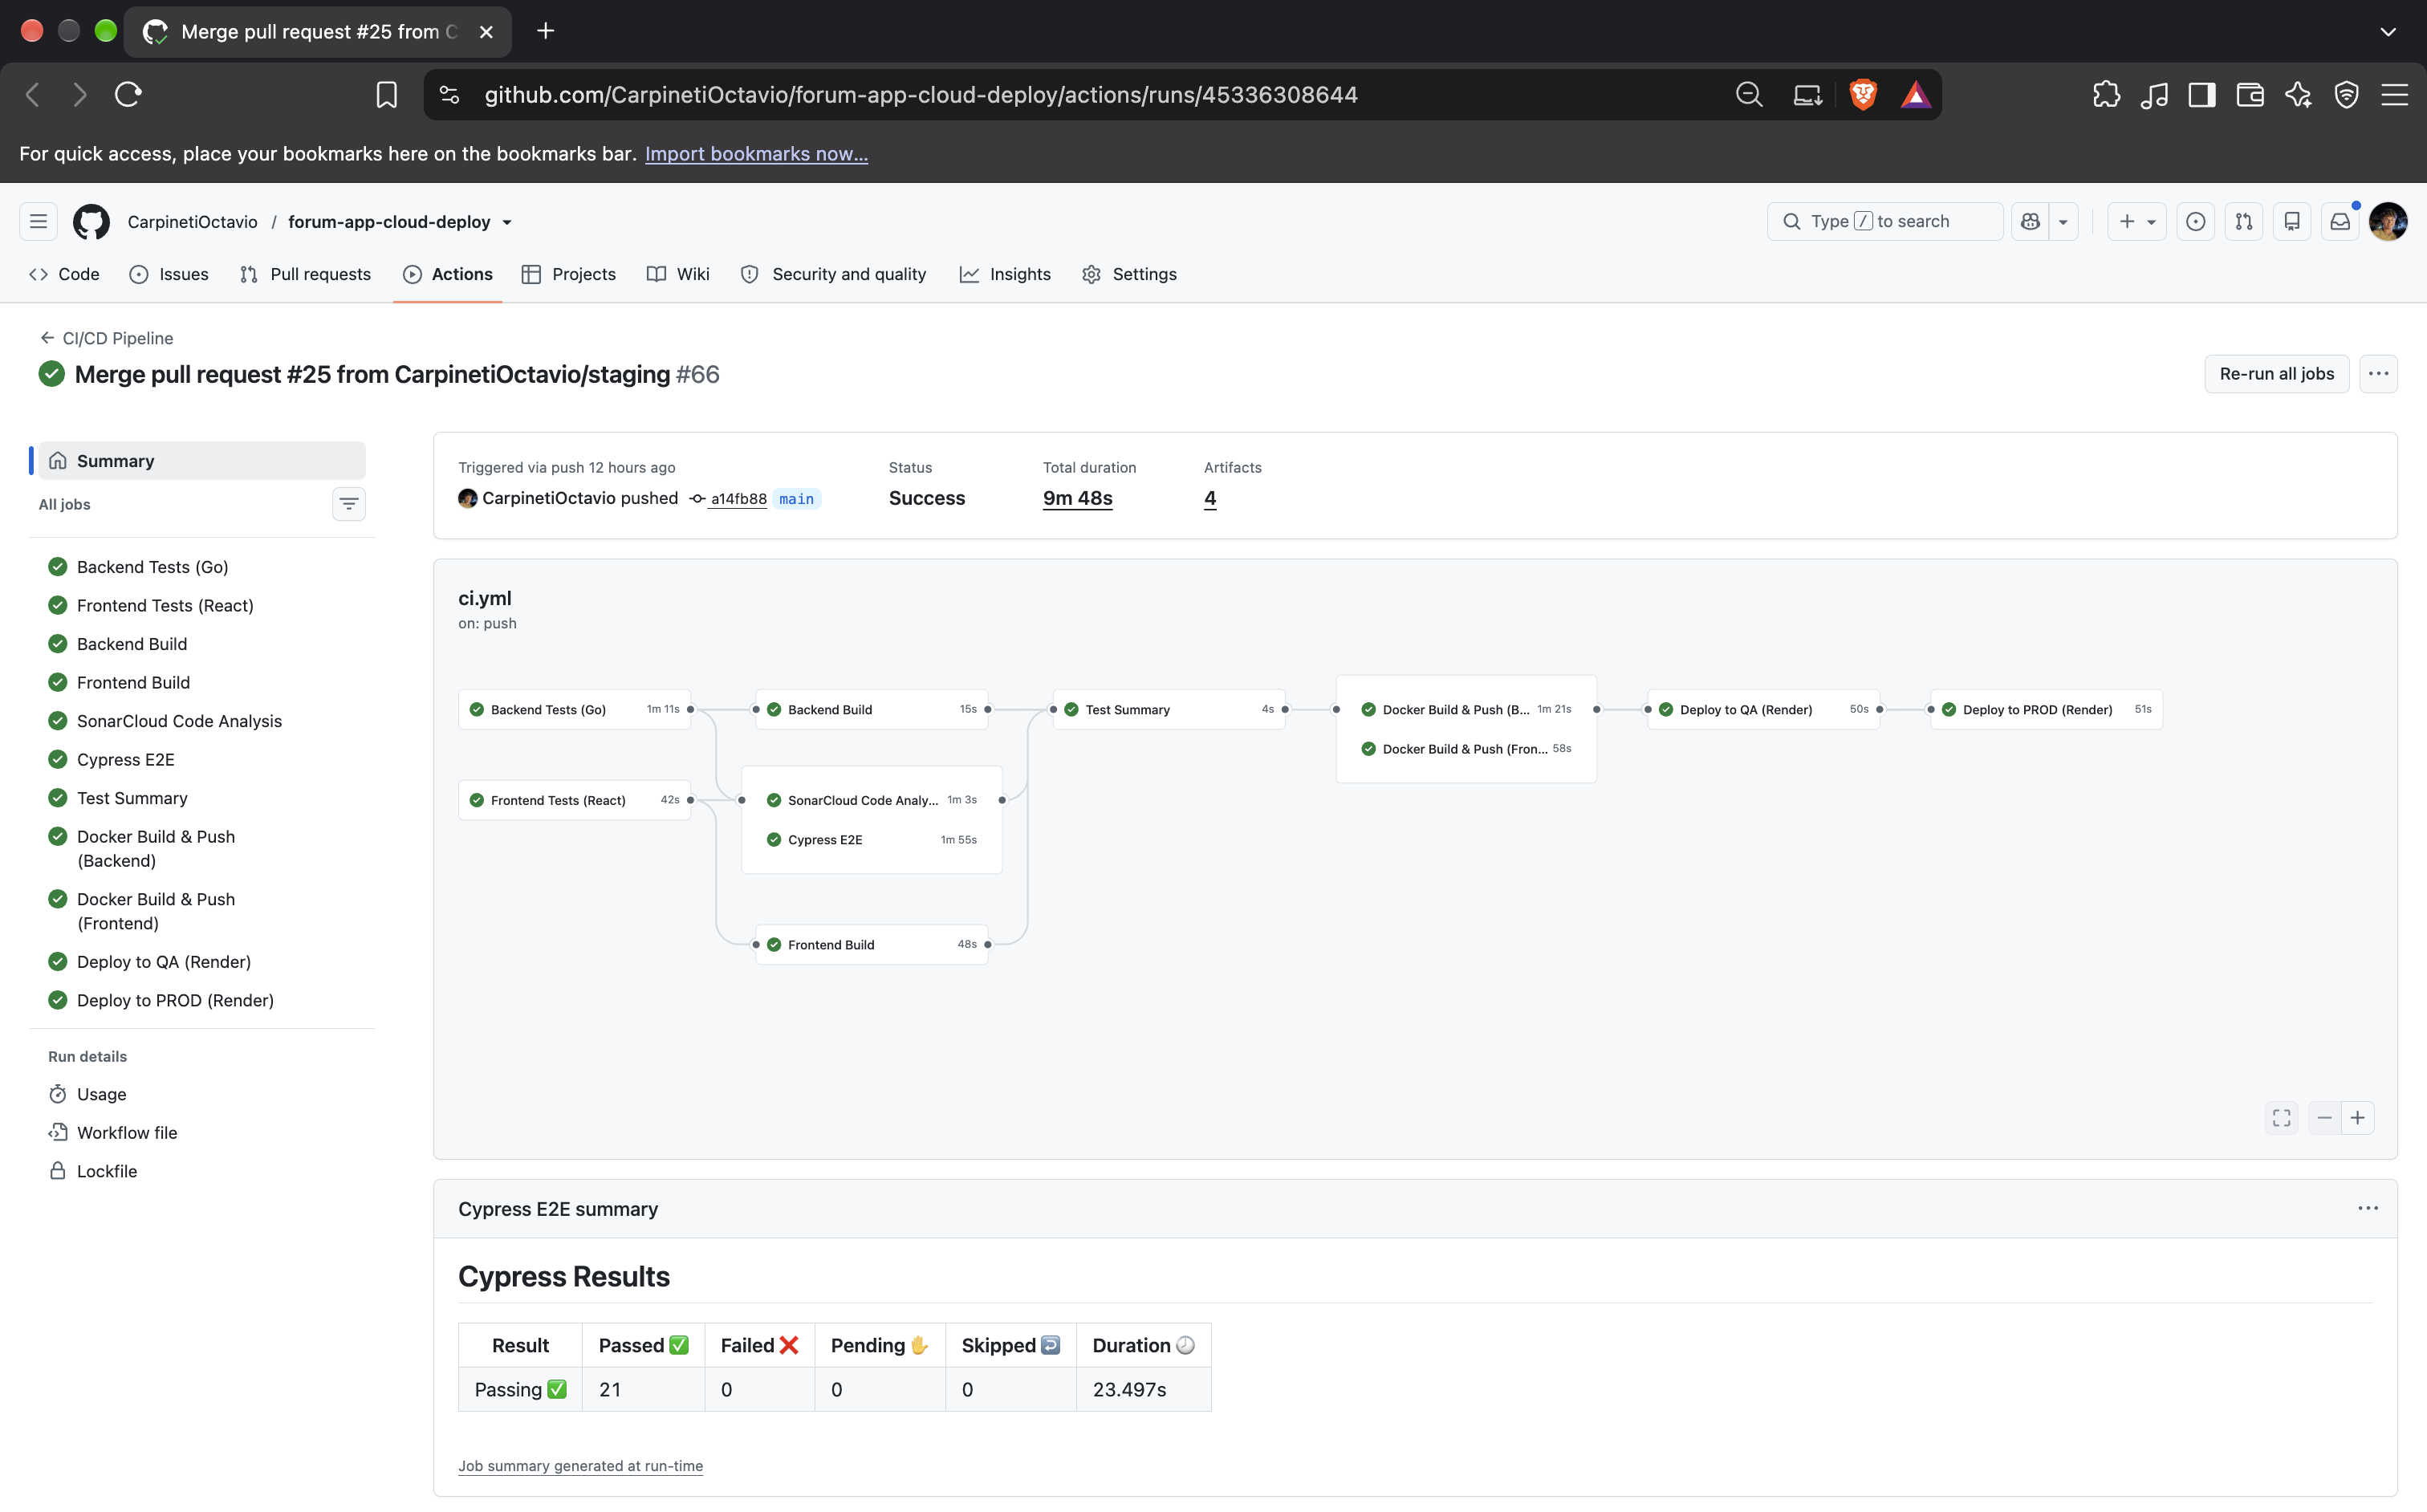 Merge pull request #25 from C
github.com/CarpinetiOctavio/forum-app-cloud-deploy/actions/runs/45336308644
For quick access, place your bookmarks here on the bookmarks bar. Import bookmarks now...
CarpinetiOctavio / forum-app-cloud-deploy
Type / to search
Code Issues Pull requests Actions Projects Wiki Security and quality Insights Settings
CI/CD Pipeline
Merge pull request #25 from CarpinetiOctavio/staging #66
Re-run all jobs
Summary
All jobs
Backend Tests (Go)
Frontend Tests (React)
Backend Build
Frontend Build
SonarCloud Code Analysis
Cypress E2E
Test Summary
Docker Build & Push
(Backend)
Docker Build & Push
(Frontend)
Deploy to QA (Render)
Deploy to PROD (Render)
Run details
Usage
Workflow file
Lockfile
Triggered via push 12 hours ago
CarpinetiOctavio pushed a14fb88 main
Status
Success
Total duration
9m 48s
Artifacts
4
ci.yml
on: push
Backend Tests (Go) 1m 11s
Frontend Tests (React) 42s
Backend Build 15s
SonarCloud Code Analy... 1m 3s
Cypress E2E 1m 55s
Frontend Build 48s
Test Summary 4s
Docker Build & Push (B... 1m 21s
Docker Build & Push (Fron... 58s
Deploy to QA (Render) 50s
Deploy to PROD (Render) 51s
Cypress E2E summary
Cypress Results
Result Passed ✅ Failed ❌ Pending ✋ Skipped ↩️ Duration 🕗
Passing ✅ 21 0 0 0 23.497s
Job summary generated at run-time